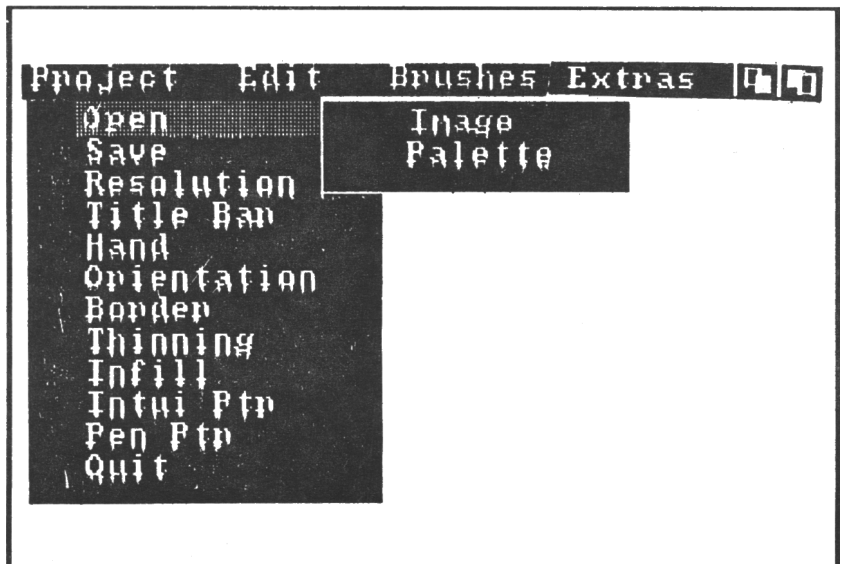 Project Edit Brushes Extras
Open
Image
Save
Palette
Resolution
Title Bar
Hand
Orientation
Border
Thinning
Infill
Intui Ptr
Pen Ptr
Quit